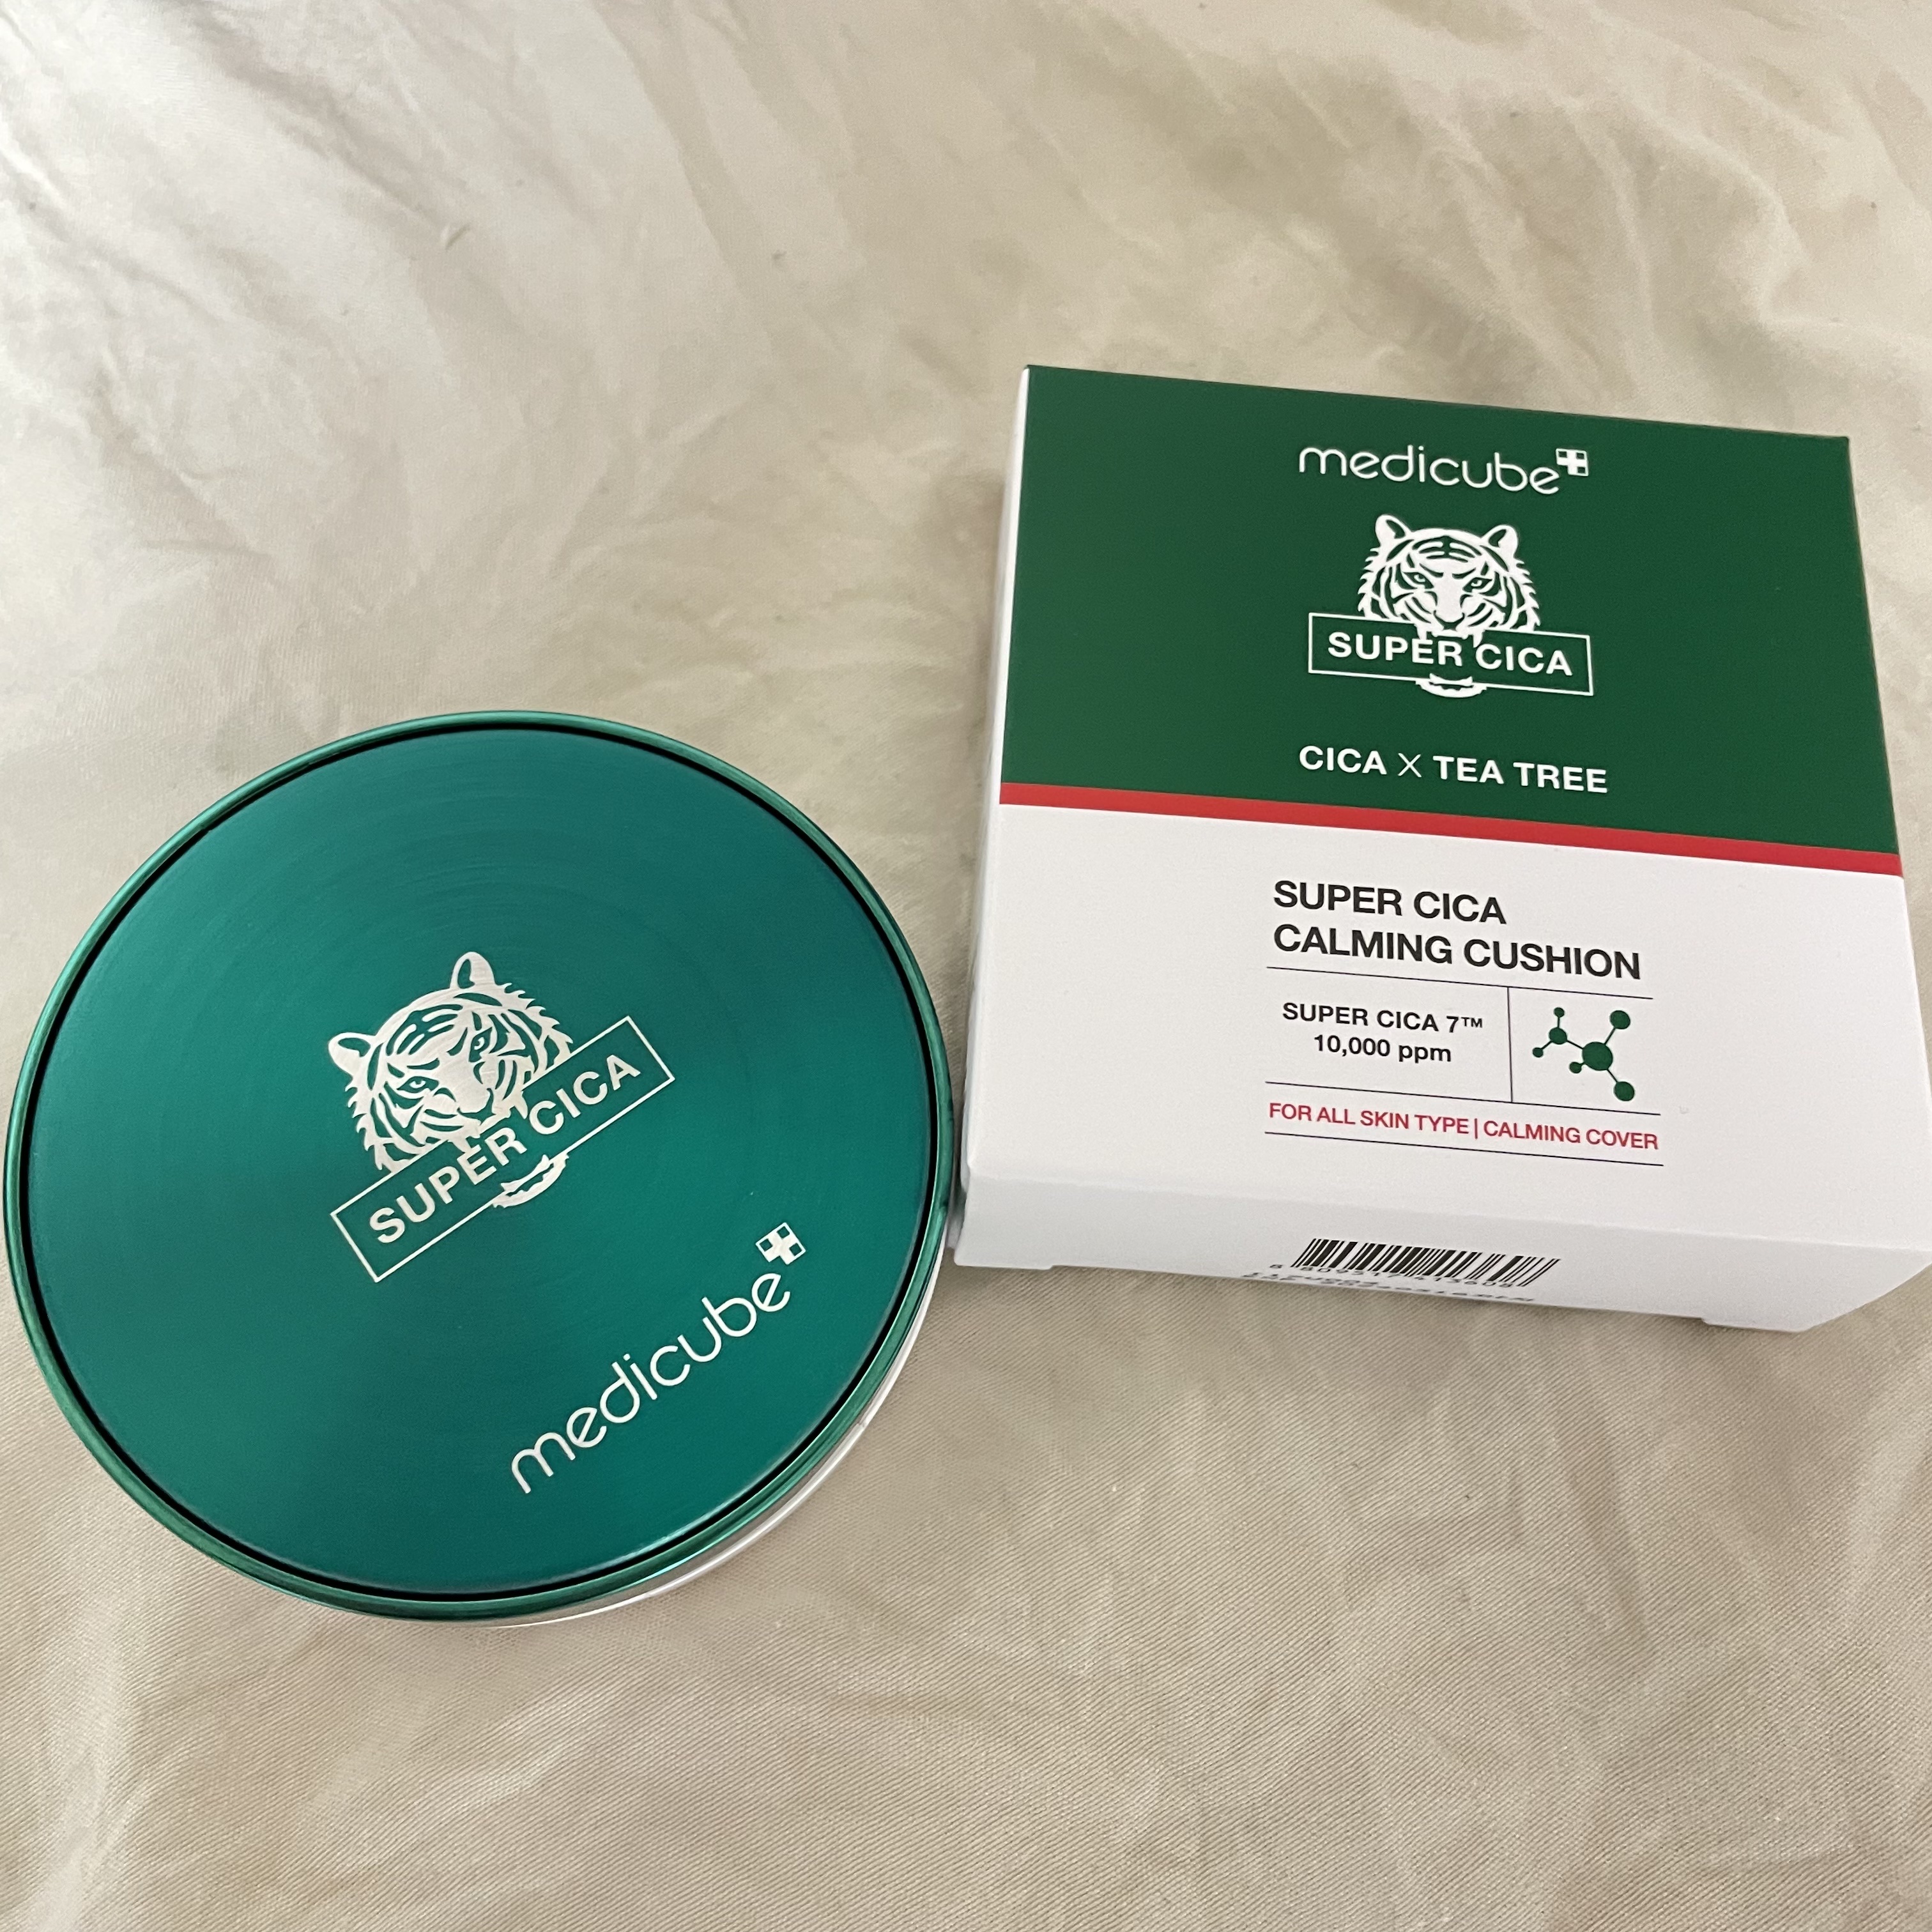 SUPER CICA
medicube
medicube
SUPER CICA
CICA X TEA TREE
SUPER CICA
CALMING CUSHION
SUPER CICA 7™
10,000 ppm
FOR ALL SKIN TYPE | CALMING COVER